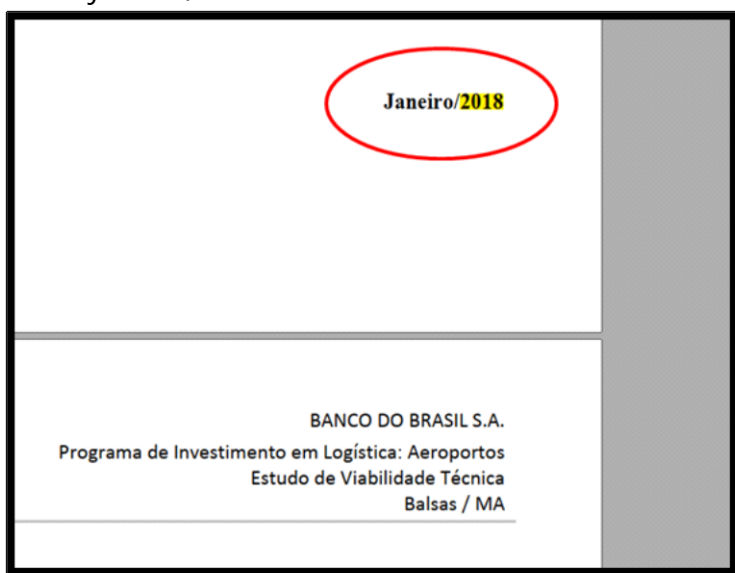 Janeiro/2018
BANCO DO BRASIL S.A.
Programa de Investimento em Logística: Aeroportos
Estudo de Viabilidade Técnica
Balsas / MA